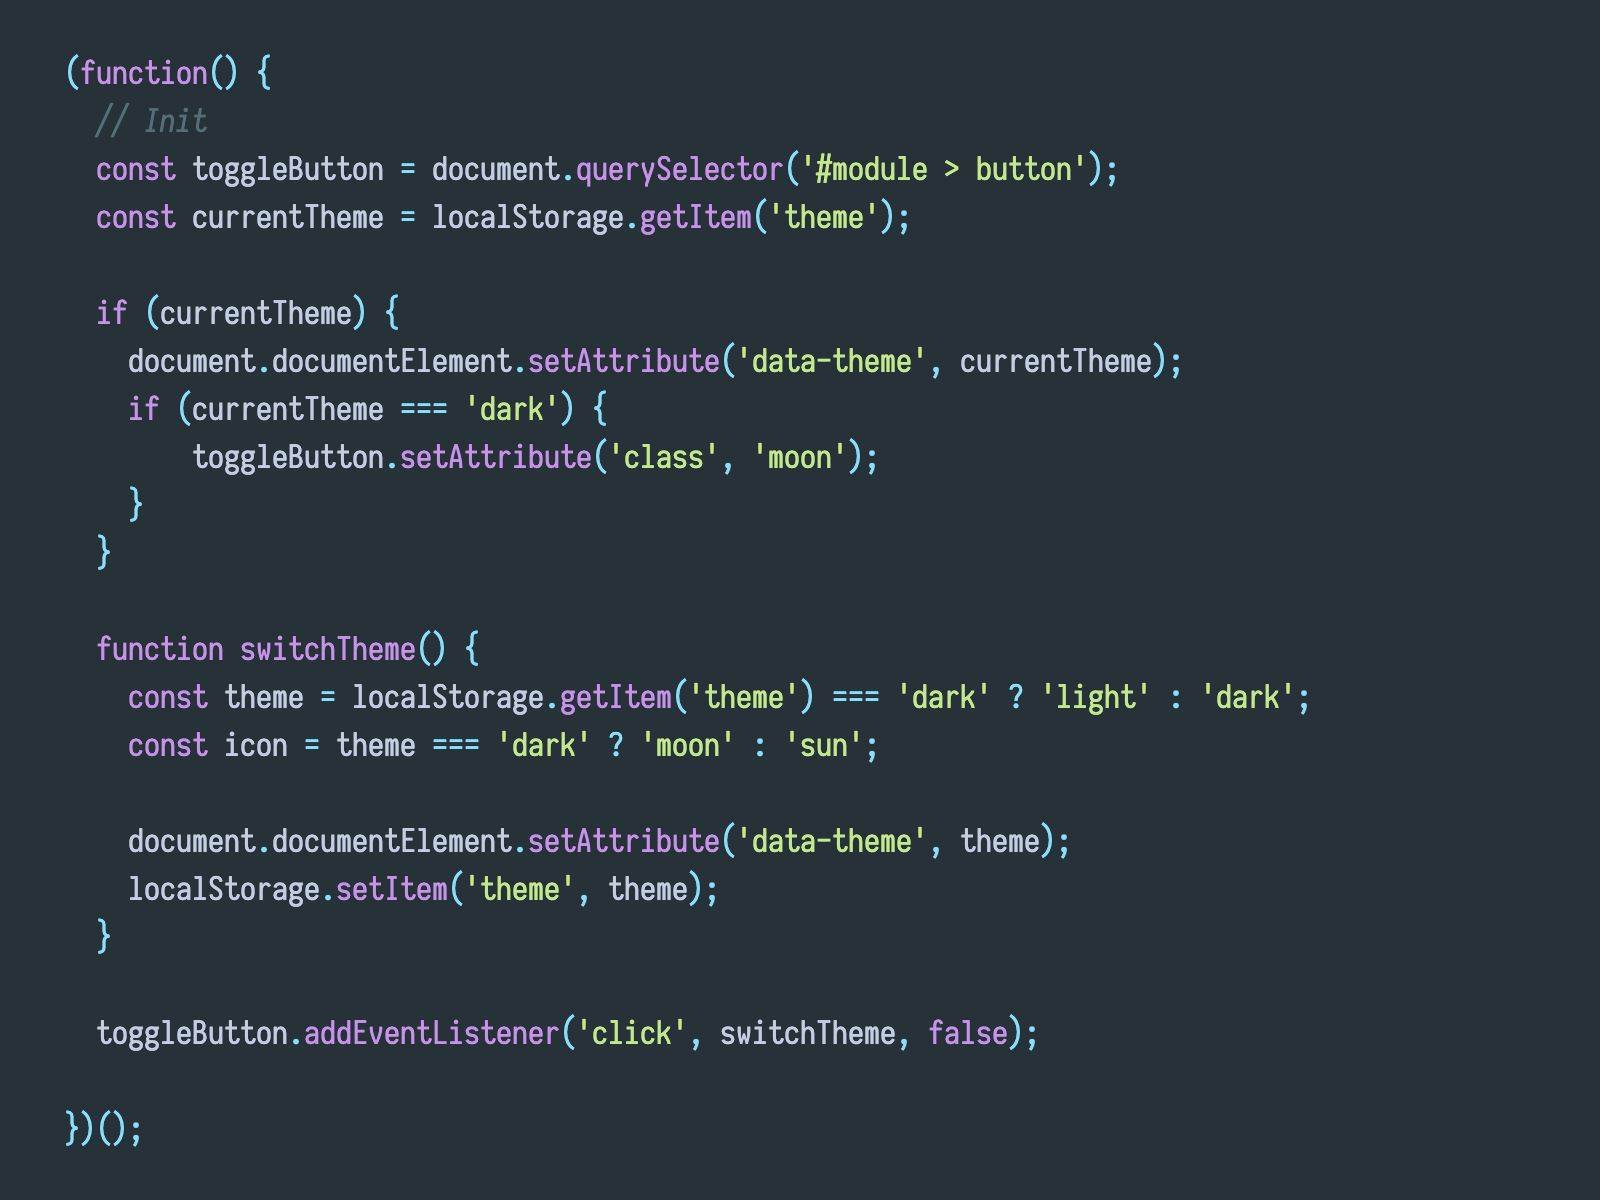 (function() {
  // Init
  const toggleButton = document.querySelector('#module > button');
  const currentTheme = localStorage.getItem('theme');

  if (currentTheme) {
    document.documentElement.setAttribute('data-theme', currentTheme);
    if (currentTheme === 'dark') {
        toggleButton.setAttribute('class', 'moon');
    }
  }

  function switchTheme() {
    const theme = localStorage.getItem('theme') === 'dark' ? 'light' : 'dark';
    const icon = theme === 'dark' ? 'moon' : 'sun';

    document.documentElement.setAttribute('data-theme', theme);
    localStorage.setItem('theme', theme);
  }

  toggleButton.addEventListener('click', switchTheme, false);

})();